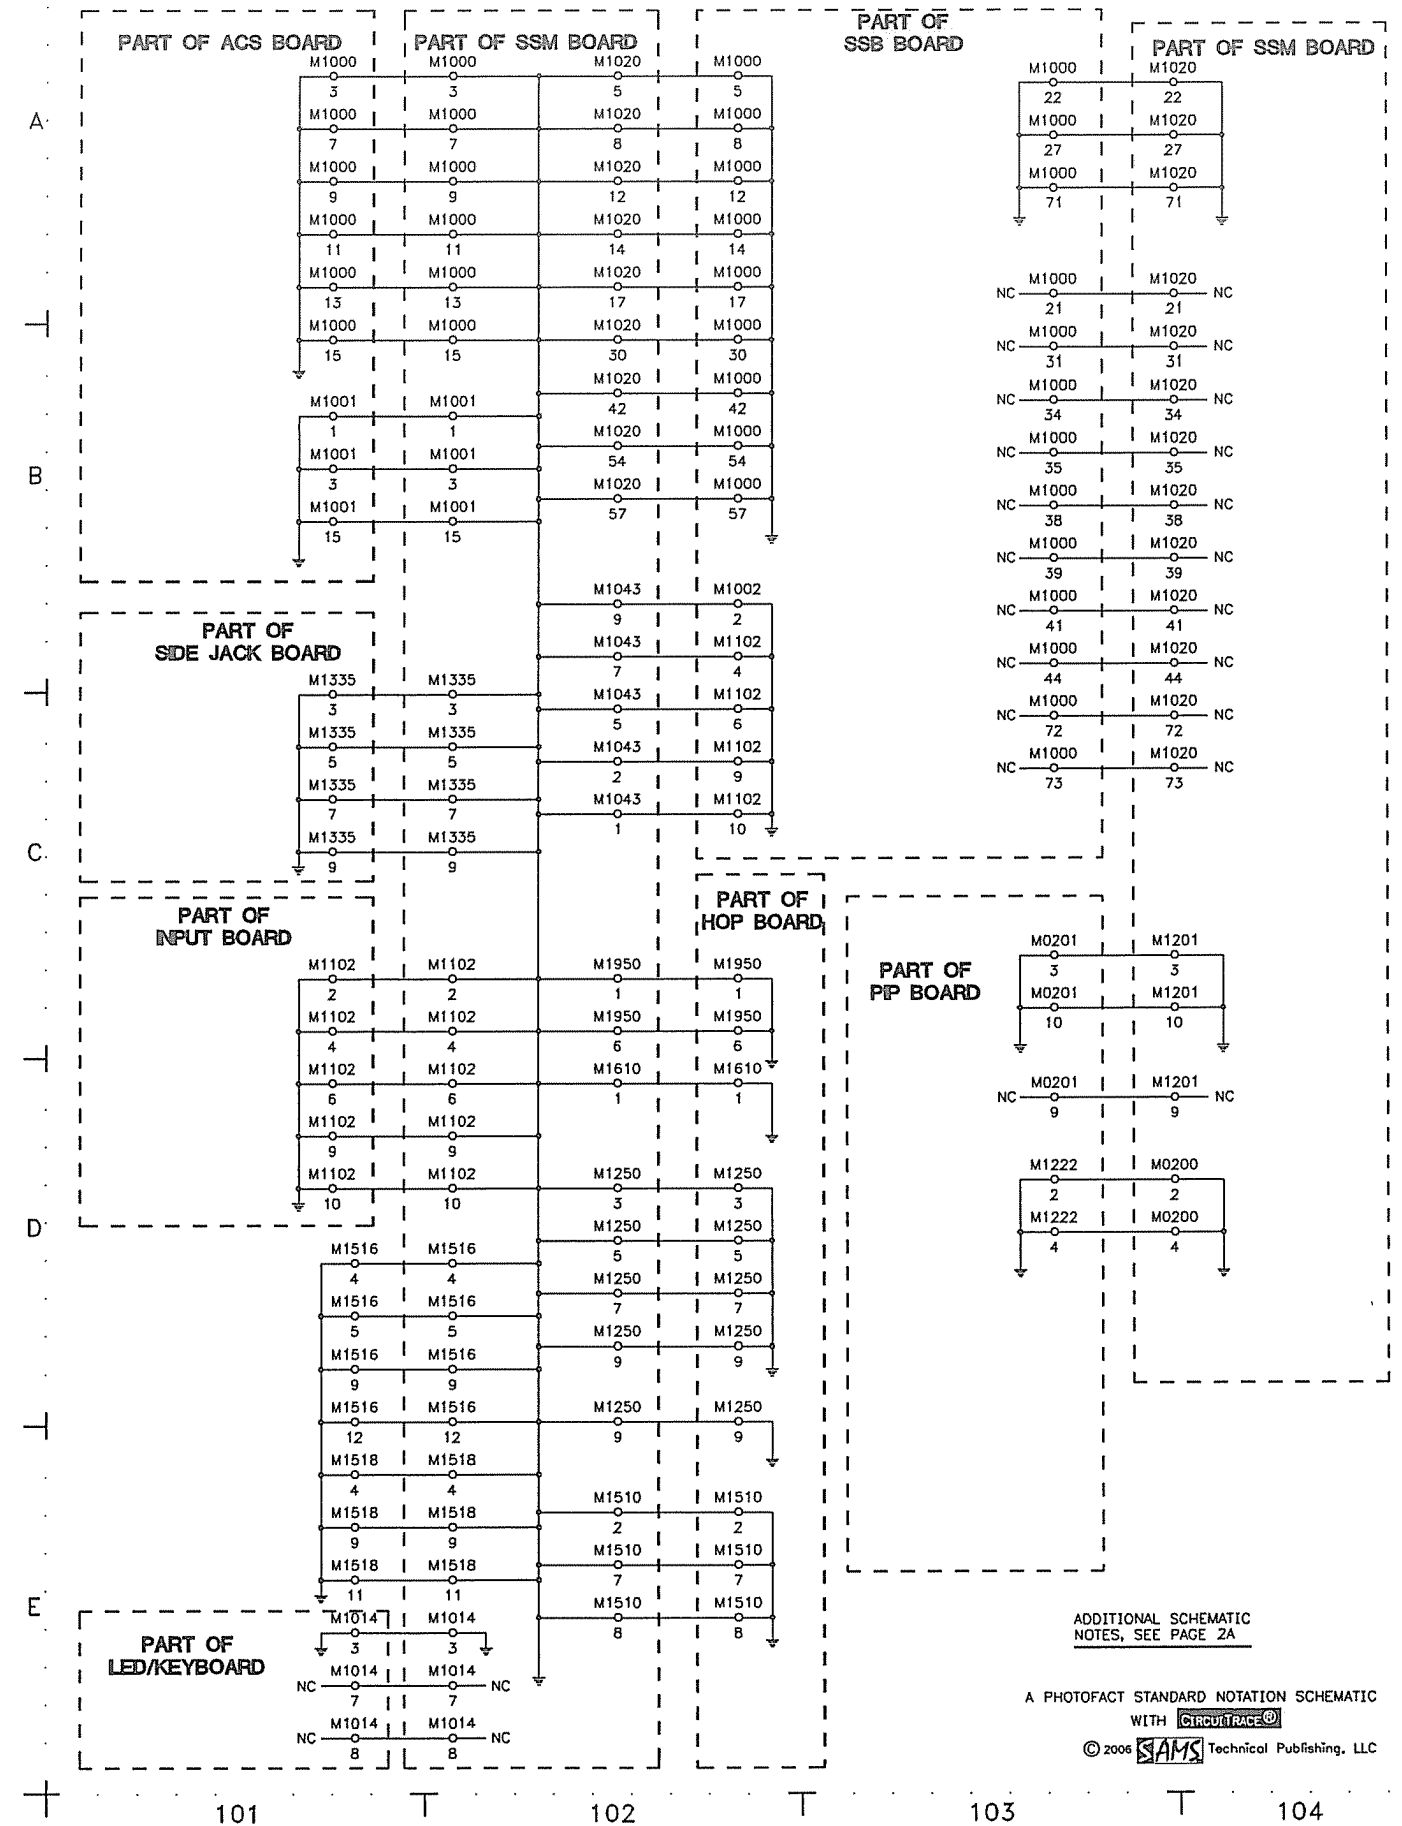 PART OF ACS BOARD
M1000 3
M1000 7
M1000 9
M1000 11
M1000 13
M1000 15
M1001 1
M1001 3
M1001 15
PART OF
SIDE JACK BOARD
M1335 3
M1335 5
M1335 7
M1335 9
PART OF
INPUT BOARD
M1102 2
M1102 4
M1102 6
M1102 9
M1102 10
M1516 4
M1516 5
M1516 9
M1516 12
M1518 4
M1518 9
M1518 11
PART OF
LED/KEYBOARD
M1014 3
NC M1014 7
NC M1014 8
PART OF SSM BOARD
M1000 3
M1000 7
M1000 9
M1000 11
M1000 13
M1000 15
M1001 1
M1001 3
M1001 15
M1335 3
M1335 5
M1335 7
M1335 9
M1102 2
M1102 4
M1102 6
M1102 9
M1102 10
M1516 4
M1516 5
M1516 9
M1516 12
M1518 4
M1518 9
M1518 11
M1014 3
M1014 7 NC
M1014 8 NC
M1020 5
M1020 8
M1020 12
M1020 14
M1020 17
M1020 30
M1020 42
M1020 54
M1020 57
M1043 9
M1043 7
M1043 5
M1043 2
M1043 1
M1950 1
M1950 6
M1610 1
M1250 3
M1250 5
M1250 7
M1250 9
M1250 9
M1510 2
M1510 7
M1510 8
PART OF
SSB BOARD
M1000 5
M1000 8
M1000 12
M1000 14
M1000 17
M1000 30
M1000 42
M1000 54
M1000 57
M1002 2
M1102 4
M1102 6
M1102 9
M1102 10
PART OF
HOP BOARD
M1950 1
M1950 6
M1610 1
M1250 3
M1250 5
M1250 7
M1250 9
M1250 9
M1510 2
M1510 7
M1510 8
M1000 22
M1000 27
M1000 71
NC M1000 21
NC M1000 31
NC M1000 34
NC M1000 35
NC M1000 38
NC M1000 39
NC M1000 41
NC M1000 44
NC M1000 72
NC M1000 73
PART OF
PIP BOARD
M0201 3
M0201 10
NC M0201 9
M1222 2
M1222 4
PART OF SSM BOARD
M1020 22
M1020 27
M1020 71
M1020 21 NC
M1020 31 NC
M1020 34 NC
M1020 35 NC
M1020 38 NC
M1020 39 NC
M1020 41 NC
M1020 44 NC
M1020 72 NC
M1020 73 NC
M1201 3
M1201 10
M1201 9 NC
M0200 2
M0200 4
ADDITIONAL SCHEMATIC
NOTES, SEE PAGE 2A
A PHOTOFACT STANDARD NOTATION SCHEMATIC
WITH CIRCUITRACE®
© 2006 SAMS Technical Publishing, LLC
A
B
C
D
E
101 102 103 104